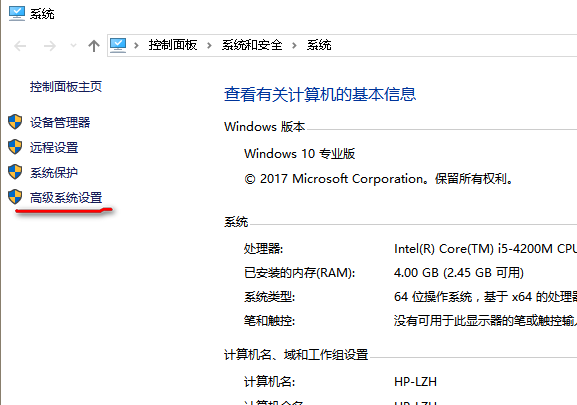 系统
控制面板 > 系统和安全 > 系统
控制面板主页
设备管理器
远程设置
系统保护
高级系统设置
查看有关计算机的基本信息
Windows 版本
Windows 10 专业版
© 2017 Microsoft Corporation。保留所有权利。
系统
处理器: Intel(R) Core(TM) i5-4200M CPU
已安装的内存(RAM): 4.00 GB (2.45 GB 可用)
系统类型: 64 位操作系统，基于 x64 的处理器
笔和触控: 没有可用于此显示器的笔或触控输
计算机名、域和工作组设置
计算机名: HP-LZH